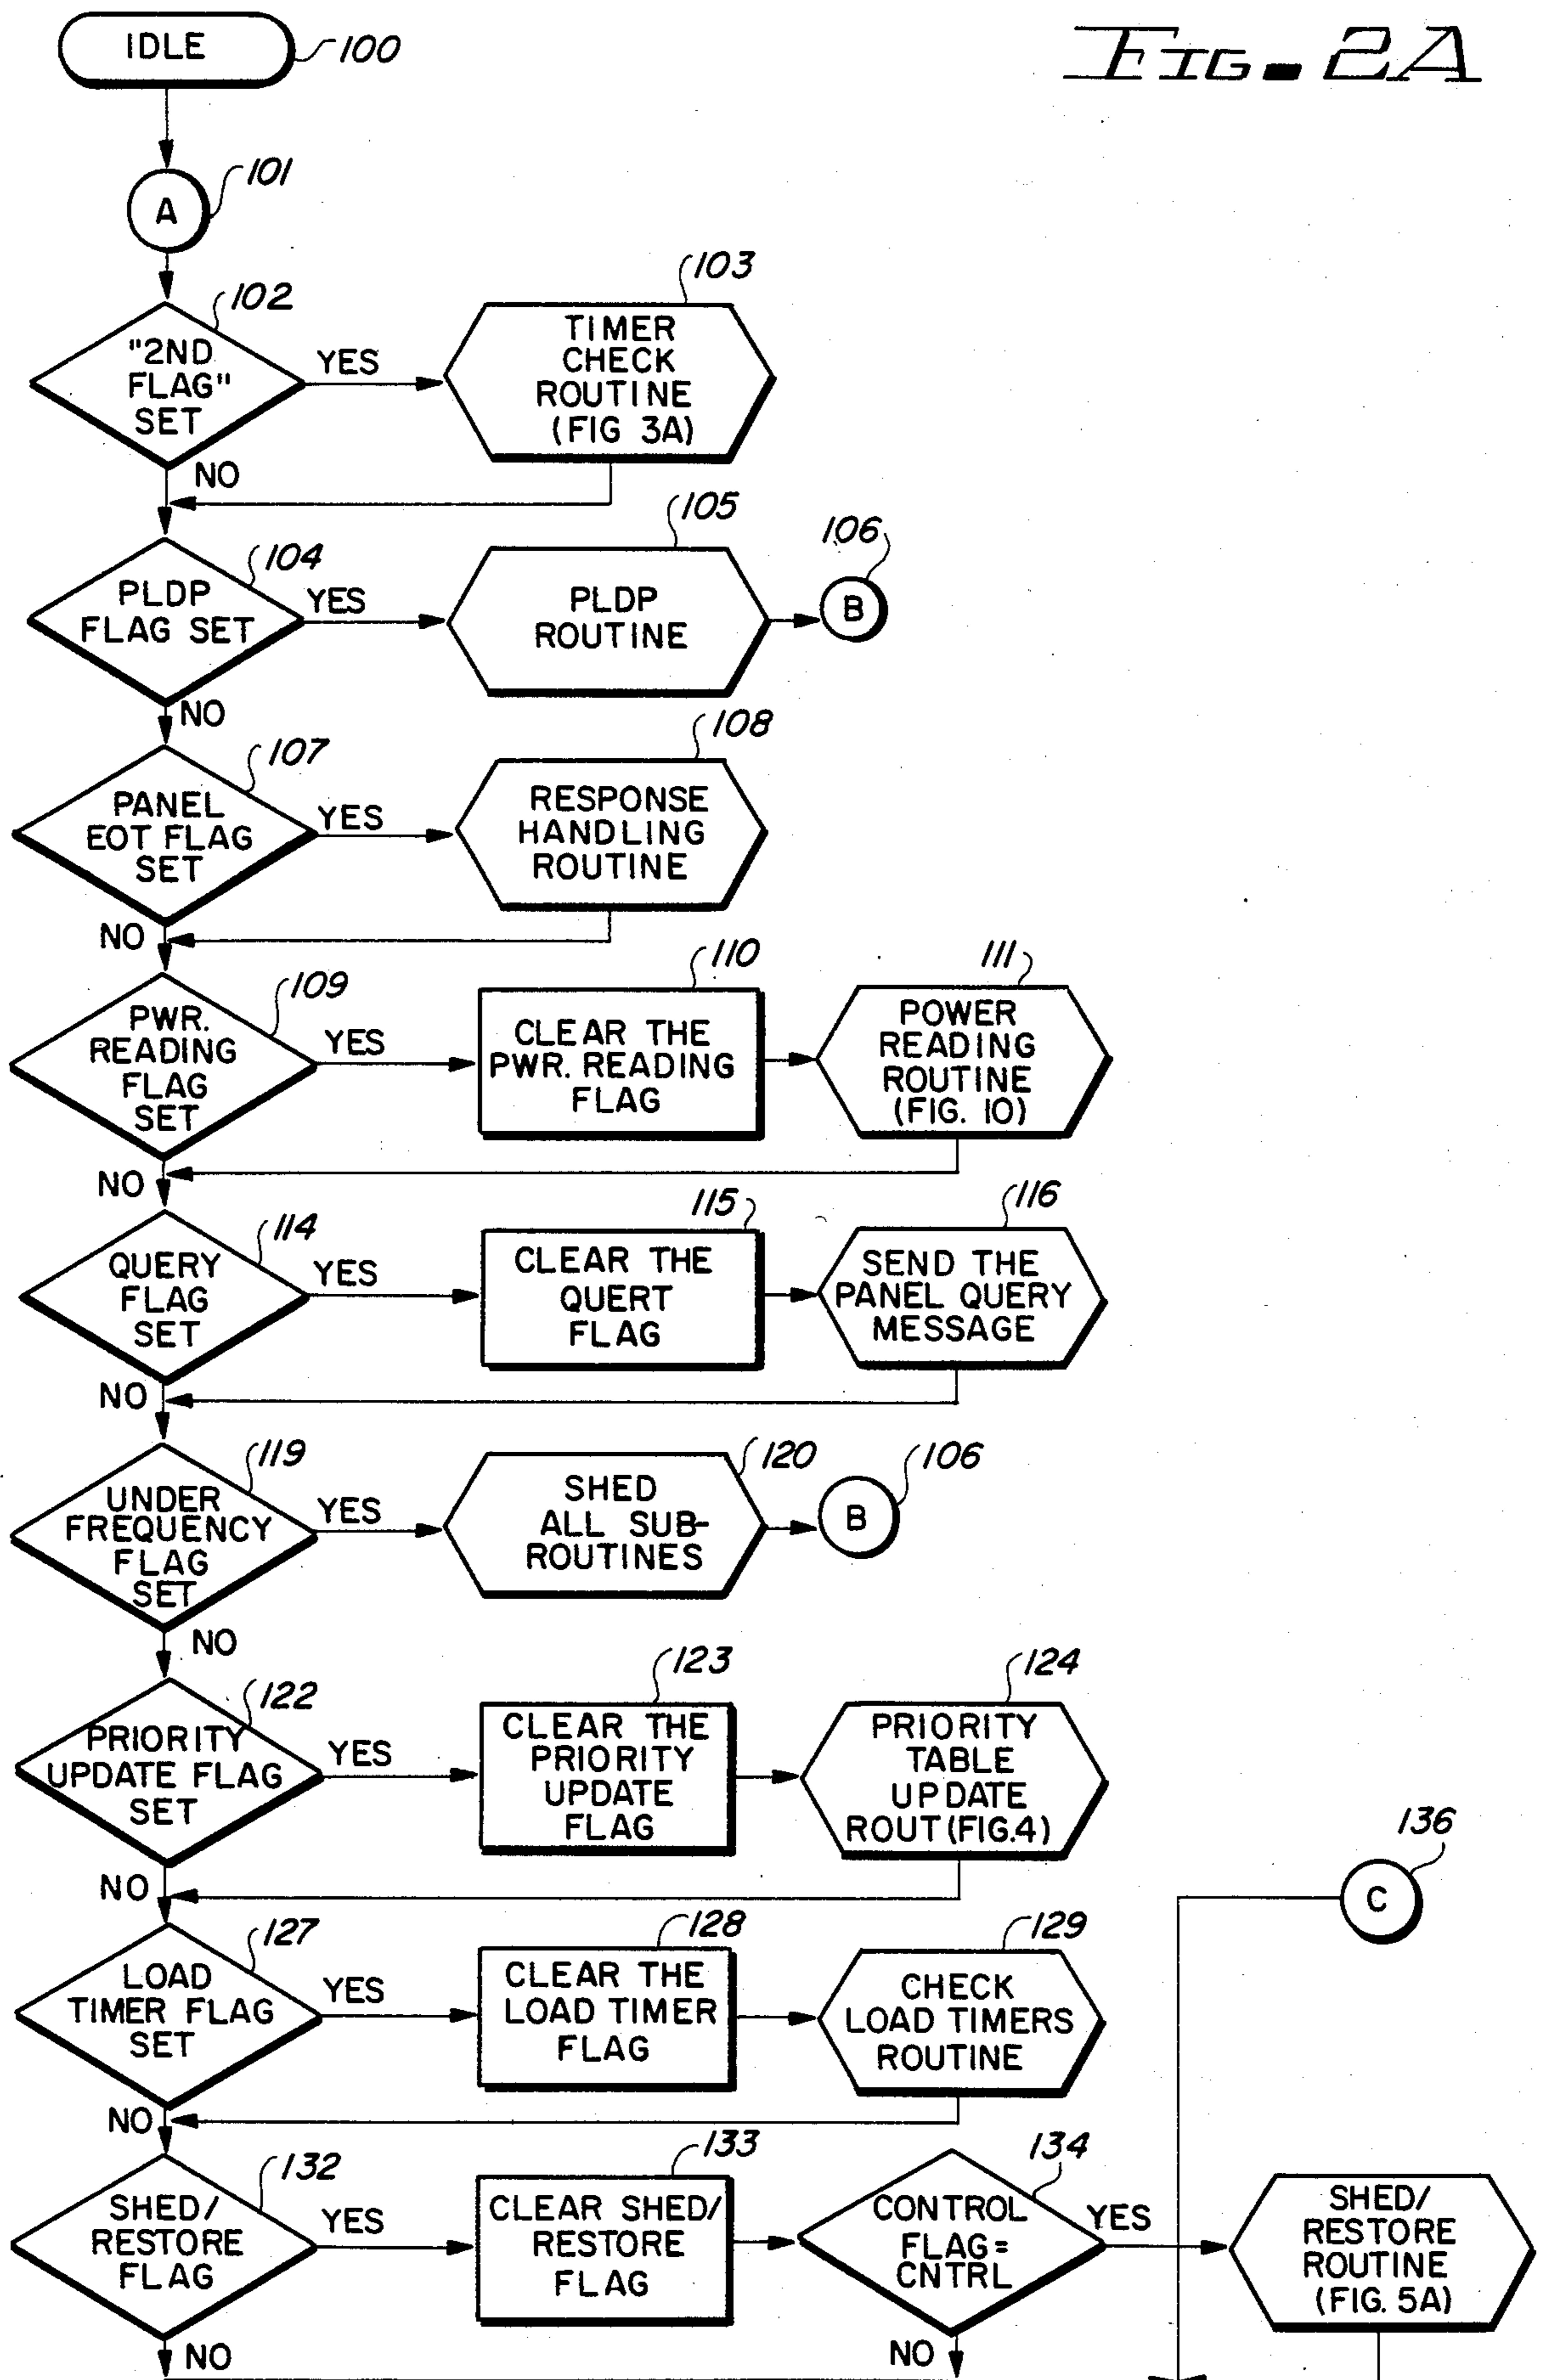 FIG. 2A
IDLE
100
A
101
102
"2ND
FLAG"
SET
YES
NO
103
TIMER
CHECK
ROUTINE
(FIG 3A)
104
PLDP
FLAG SET
YES
NO
105
PLDP
ROUTINE
106
B
107
PANEL
EOT FLAG
SET
YES
NO
108
RESPONSE
HANDLING
ROUTINE
109
PWR.
READING
FLAG
SET
YES
NO
110
CLEAR THE
PWR. READING
FLAG
111
POWER
READING
ROUTINE
(FIG. 10)
114
QUERY
FLAG
SET
YES
NO
115
CLEAR THE
QUERT
FLAG
116
SEND THE
PANEL QUERY
MESSAGE
119
UNDER
FREQUENCY
FLAG
SET
YES
NO
120
SHED
ALL SUB-
ROUTINES
106
B
122
PRIORITY
UPDATE FLAG
SET
YES
NO
123
CLEAR THE
PRIORITY
UPDATE
FLAG
124
PRIORITY
TABLE
UPDATE
ROUT(FIG.4)
136
C
127
LOAD
TIMER FLAG
SET
YES
NO
128
CLEAR THE
LOAD TIMER
FLAG
129
CHECK
LOAD TIMERS
ROUTINE
132
SHED/
RESTORE
FLAG
YES
NO
133
CLEAR SHED/
RESTORE
FLAG
134
CONTROL
FLAG=
CNTRL
YES
NO
SHED/
RESTORE
ROUTINE
(FIG. 5A)